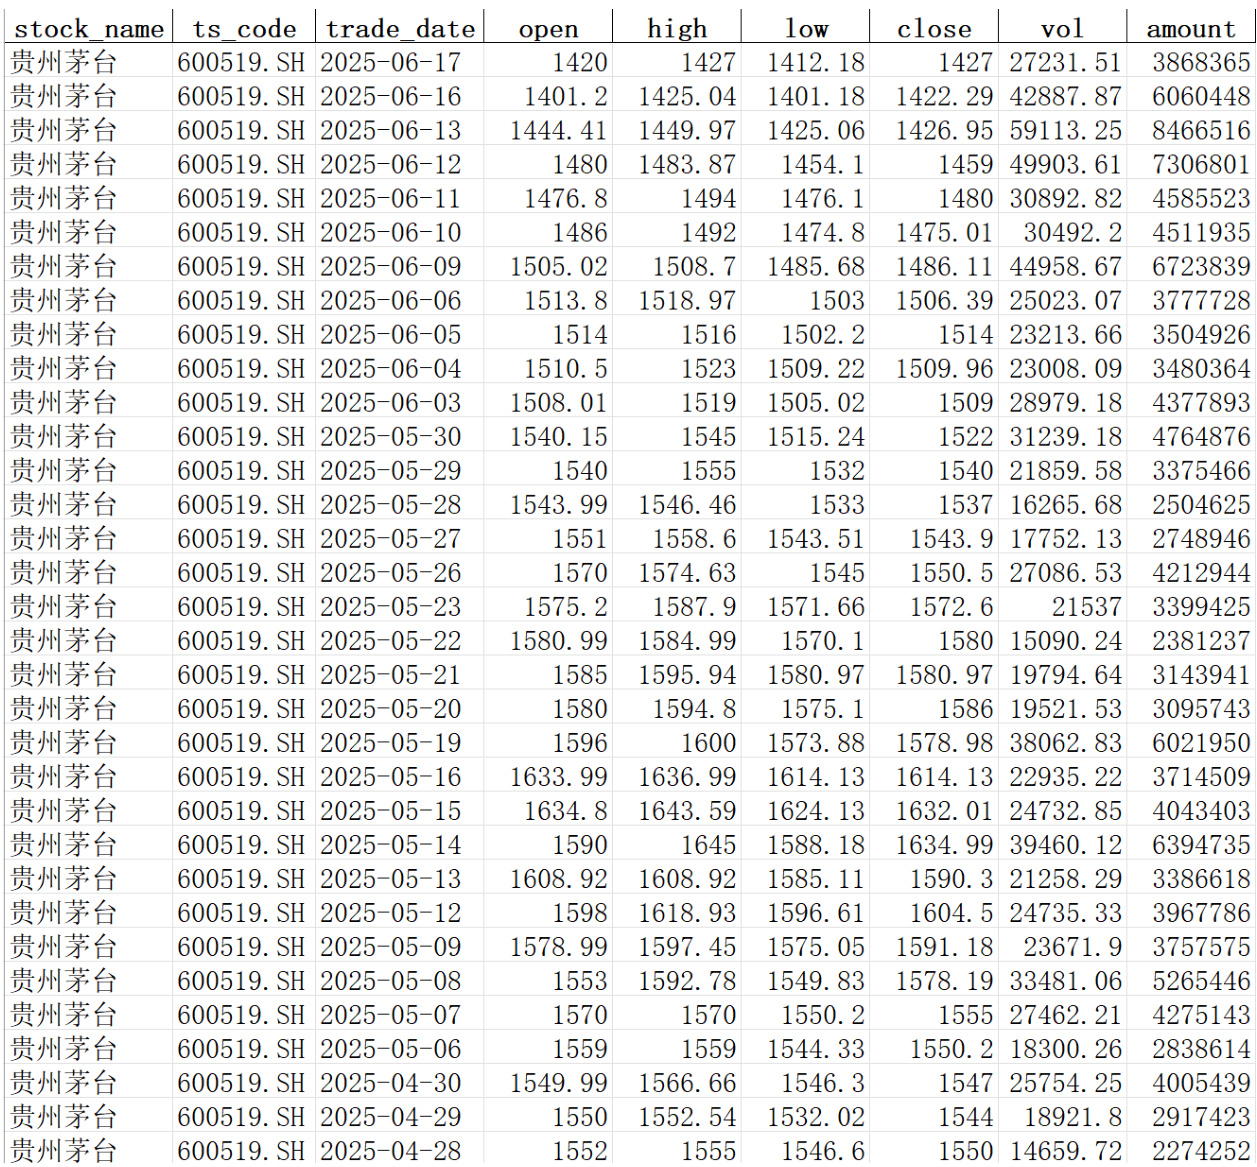 stock_name ts_code trade_date open high low close vol amount
贵州茅台 600519.SH 2025-06-17 1420 1427 1412.18 1427 27231.51 3868365
贵州茅台 600519.SH 2025-06-16 1401.2 1425.04 1401.18 1422.29 42887.87 6060448
贵州茅台 600519.SH 2025-06-13 1444.41 1449.97 1425.06 1426.95 59113.25 8466516
贵州茅台 600519.SH 2025-06-12 1480 1483.87 1454.1 1459 49903.61 7306801
贵州茅台 600519.SH 2025-06-11 1476.8 1494 1476.1 1480 30892.82 4585523
贵州茅台 600519.SH 2025-06-10 1486 1492 1474.8 1475.01 30492.2 4511935
贵州茅台 600519.SH 2025-06-09 1505.02 1508.7 1485.68 1486.11 44958.67 6723839
贵州茅台 600519.SH 2025-06-06 1513.8 1518.97 1503 1506.39 25023.07 3777728
贵州茅台 600519.SH 2025-06-05 1514 1516 1502.2 1514 23213.66 3504926
贵州茅台 600519.SH 2025-06-04 1510.5 1523 1509.22 1509.96 23008.09 3480364
贵州茅台 600519.SH 2025-06-03 1508.01 1519 1505.02 1509 28979.18 4377893
贵州茅台 600519.SH 2025-05-30 1540.15 1545 1515.24 1522 31239.18 4764876
贵州茅台 600519.SH 2025-05-29 1540 1555 1532 1540 21859.58 3375466
贵州茅台 600519.SH 2025-05-28 1543.99 1546.46 1533 1537 16265.68 2504625
贵州茅台 600519.SH 2025-05-27 1551 1558.6 1543.51 1543.9 17752.13 2748946
贵州茅台 600519.SH 2025-05-26 1570 1574.63 1545 1550.5 27086.53 4212944
贵州茅台 600519.SH 2025-05-23 1575.2 1587.9 1571.66 1572.6 21537 3399425
贵州茅台 600519.SH 2025-05-22 1580.99 1584.99 1570.1 1580 15090.24 2381237
贵州茅台 600519.SH 2025-05-21 1585 1595.94 1580.97 1580.97 19794.64 3143941
贵州茅台 600519.SH 2025-05-20 1580 1594.8 1575.1 1586 19521.53 3095743
贵州茅台 600519.SH 2025-05-19 1596 1600 1573.88 1578.98 38062.83 6021950
贵州茅台 600519.SH 2025-05-16 1633.99 1636.99 1614.13 1614.13 22935.22 3714509
贵州茅台 600519.SH 2025-05-15 1634.8 1643.59 1624.13 1632.01 24732.85 4043403
贵州茅台 600519.SH 2025-05-14 1590 1645 1588.18 1634.99 39460.12 6394735
贵州茅台 600519.SH 2025-05-13 1608.92 1608.92 1585.11 1590.3 21258.29 3386618
贵州茅台 600519.SH 2025-05-12 1598 1618.93 1596.61 1604.5 24735.33 3967786
贵州茅台 600519.SH 2025-05-09 1578.99 1597.45 1575.05 1591.18 23671.9 3757575
贵州茅台 600519.SH 2025-05-08 1553 1592.78 1549.83 1578.19 33481.06 5265446
贵州茅台 600519.SH 2025-05-07 1570 1570 1550.2 1555 27462.21 4275143
贵州茅台 600519.SH 2025-05-06 1559 1559 1544.33 1550.2 18300.26 2838614
贵州茅台 600519.SH 2025-04-30 1549.99 1566.66 1546.3 1547 25754.25 4005439
贵州茅台 600519.SH 2025-04-29 1550 1552.54 1532.02 1544 18921.8 2917423
贵州茅台 600519.SH 2025-04-28 1552 1555 1546.6 1550 14659.72 2274252